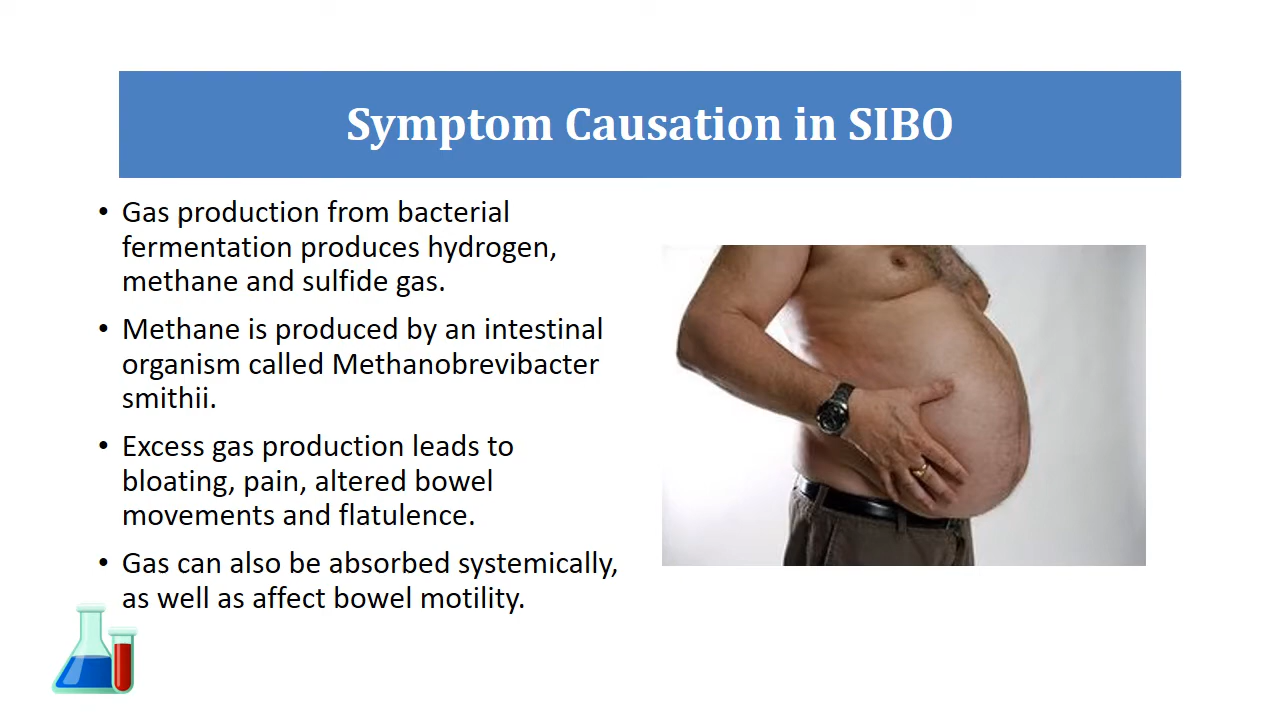 Symptom Causation in SIBO
• Gas production from bacterial
fermentation produces hydrogen,
methane and sulfide gas.
• Methane is produced by an intestinal
organism called Methanobrevibacter
smithii.
• Excess gas production leads to
bloating, pain, altered bowel
movements and flatulence.
• Gas can also be absorbed systemically,
as well as affect bowel motility.